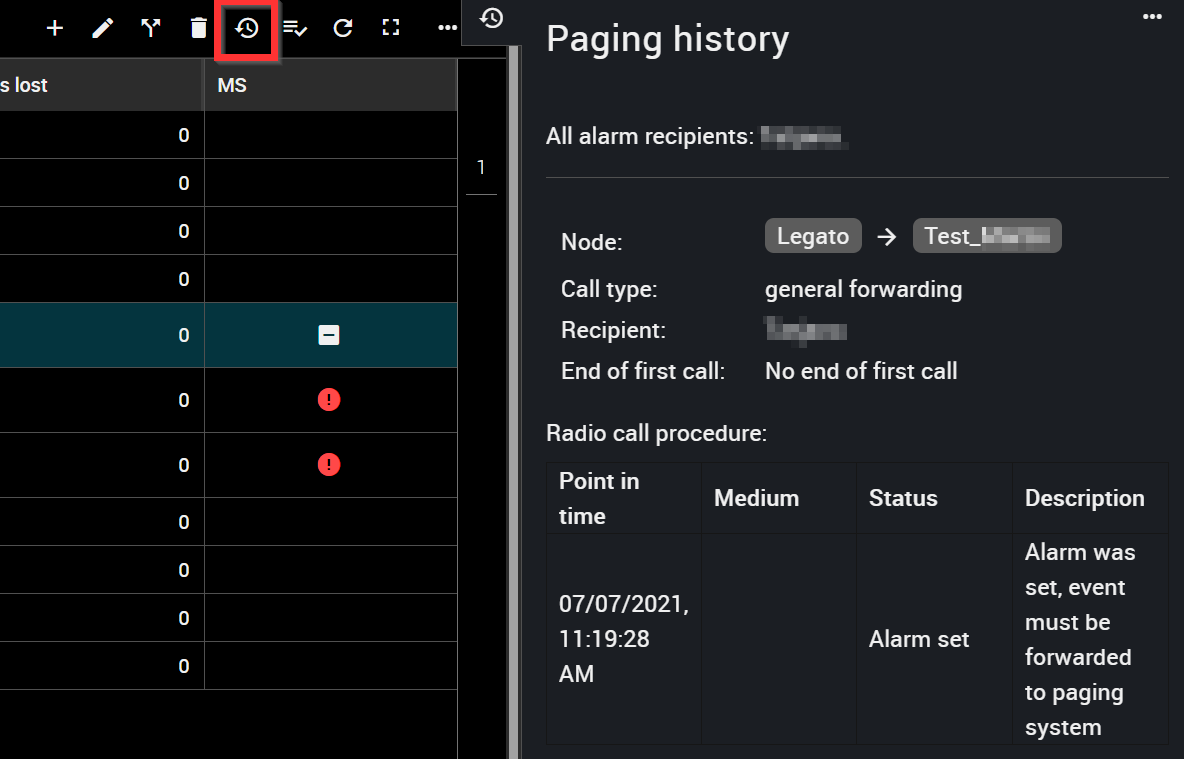 s lost
MS
0
0
0
0
0
0
0
0
0
0
0
1
Paging history
All alarm recipients:
Node:
Legato → Test_
Call type:
general forwarding
Recipient:
End of first call:
No end of first call
Radio call procedure:
Point in
time
Medium
Status
Description
07/07/2021,
11:19:28
AM
Alarm set
Alarm was
set, event
must be
forwarded
to paging
system